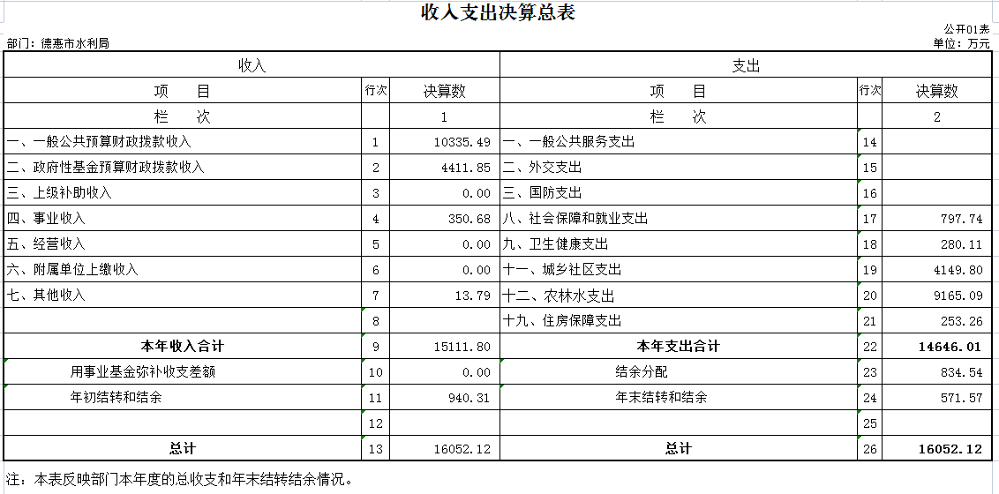 收入支出决算总表
公开01表
部门：德惠市水利局 单位：万元
收入 支出
项 目 行次 决算数 项 目 行次 决算数
栏 次 1 栏 次 2
一、一般公共预算财政拨款收入 1 10335.49 一、一般公共服务支出 14
二、政府性基金预算财政拨款收入 2 4411.85 二、外交支出 15
三、上级补助收入 3 0.00 三、国防支出 16
四、事业收入 4 350.68 八、社会保障和就业支出 17 797.74
五、经营收入 5 0.00 九、卫生健康支出 18 280.11
六、附属单位上缴收入 6 0.00 十一、城乡社区支出 19 4149.80
七、其他收入 7 13.79 十二、农林水支出 20 9165.09
8 十九、住房保障支出 21 253.26
本年收入合计 9 15111.80 本年支出合计 22 14646.01
用事业基金弥补收支差额 10 0.00 结余分配 23 834.54
年初结转和结余 11 940.31 年末结转和结余 24 571.57
12 25
总计 13 16052.12 总计 26 16052.12
注：本表反映部门本年度的总收支和年末结转结余情况。